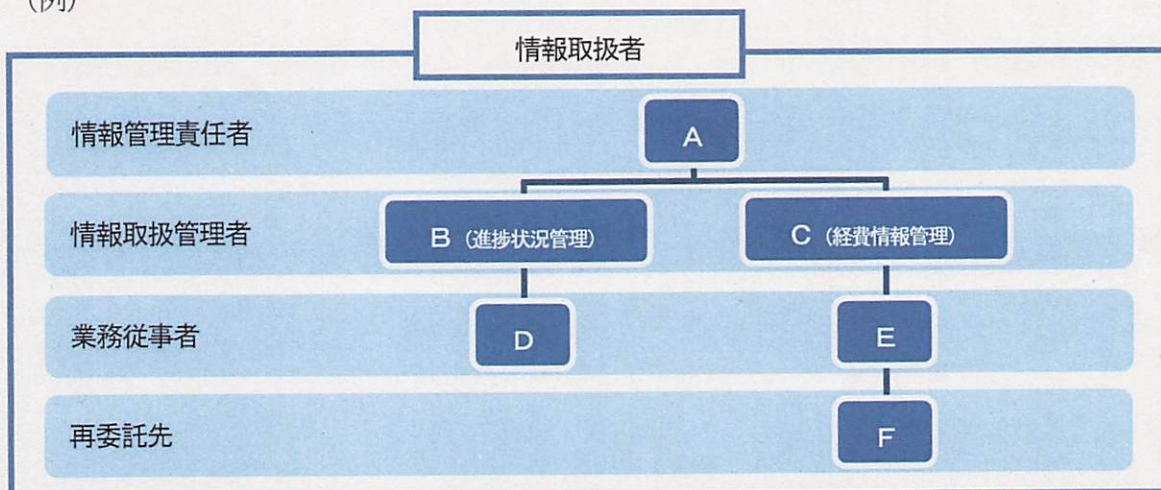 （例）
情報取扱者
情報管理責任者
A
情報取扱管理者
B（進捗状況管理）
C（経費情報管理）
業務従事者
D
E
再委託先
F